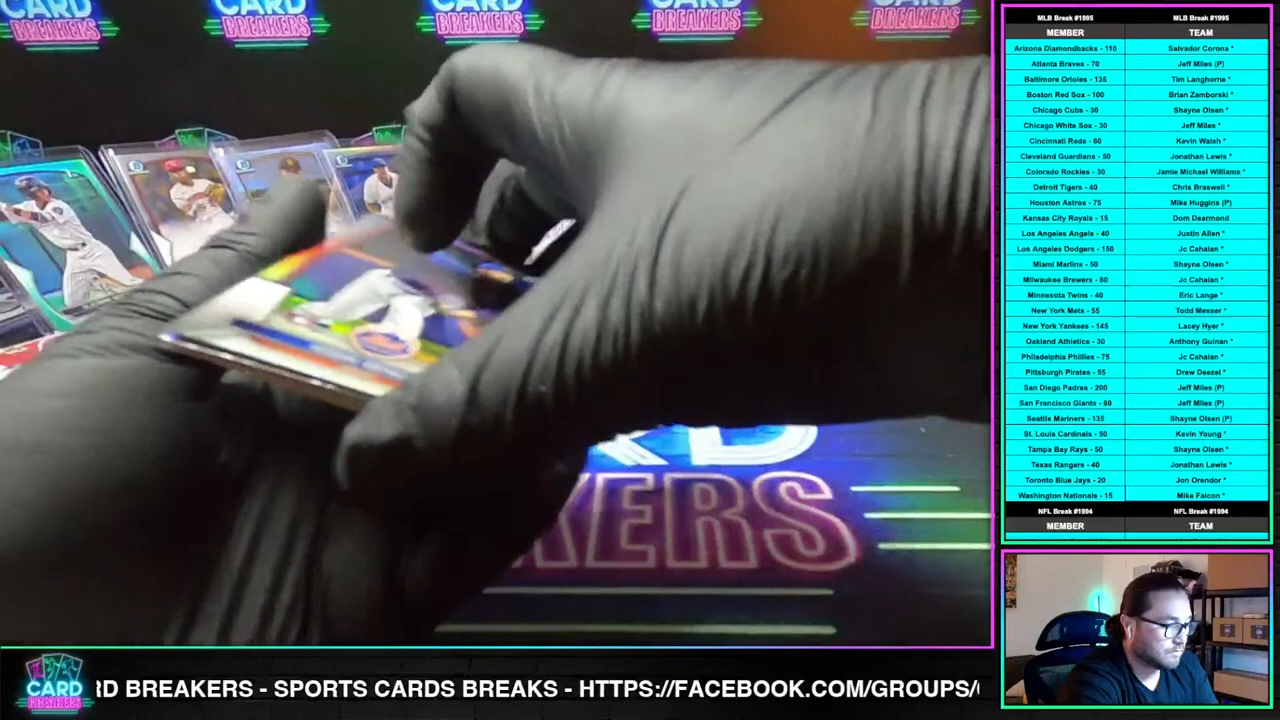 CARD BREAKERS
CARD BREAKERS
CARD BREAKERS
CARD BREAKERS
BREAKERS
MLB Break #1995 MLB Break #1995
MEMBER TEAM
Arizona Diamondbacks - 110 Salvador Corona *
Atlanta Braves - 70 Jeff Miles (P)
Baltimore Orioles - 135 Tim Langhorne *
Boston Red Sox - 100 Brian Zamborski *
Chicago Cubs - 30 Shayne Olsen *
Chicago White Sox - 30 Jeff Miles *
Cincinnati Reds - 60 Kevin Walsh *
Cleveland Guardians - 50 Jonathan Lewis *
Colorado Rockies - 30 Jamie Michael Williams *
Detroit Tigers - 40 Chris Braswell *
Houston Astros - 75 Mike Huggins (P)
Kansas City Royals - 15 Dom Dearmond
Los Angeles Angels - 40 Justin Allen *
Los Angeles Dodgers - 150 Jc Cahalan *
Miami Marlins - 50 Shayne Olsen *
Milwaukee Brewers - 80 Jc Cahalan *
Minnesota Twins - 40 Eric Lange *
New York Mets - 55 Todd Messer *
New York Yankees - 145 Lacey Hyer *
Oakland Athletics - 30 Anthony Guinan *
Philadelphia Phillies - 75 Jc Cahalan *
Pittsburgh Pirates - 55 Drew Deezel *
San Diego Padres - 200 Jeff Miles (P)
San Francisco Giants - 80 Jeff Miles (P)
Seattle Mariners - 135 Shayne Olsen (P)
St. Louis Cardinals - 50 Kevin Young *
Tampa Bay Rays - 50 Shayne Olsen *
Texas Rangers - 40 Jonathan Lewis *
Toronto Blue Jays - 20 Jon Orendor *
Washington Nationals - 15 Mike Falcon *
NFL Break #1994 NFL Break #1994
MEMBER TEAM
RD
KERS
CARD BREAKERS
RD BREAKERS - SPORTS CARDS BREAKS - HTTPS://FACEBOOK.COM/GROUPS/